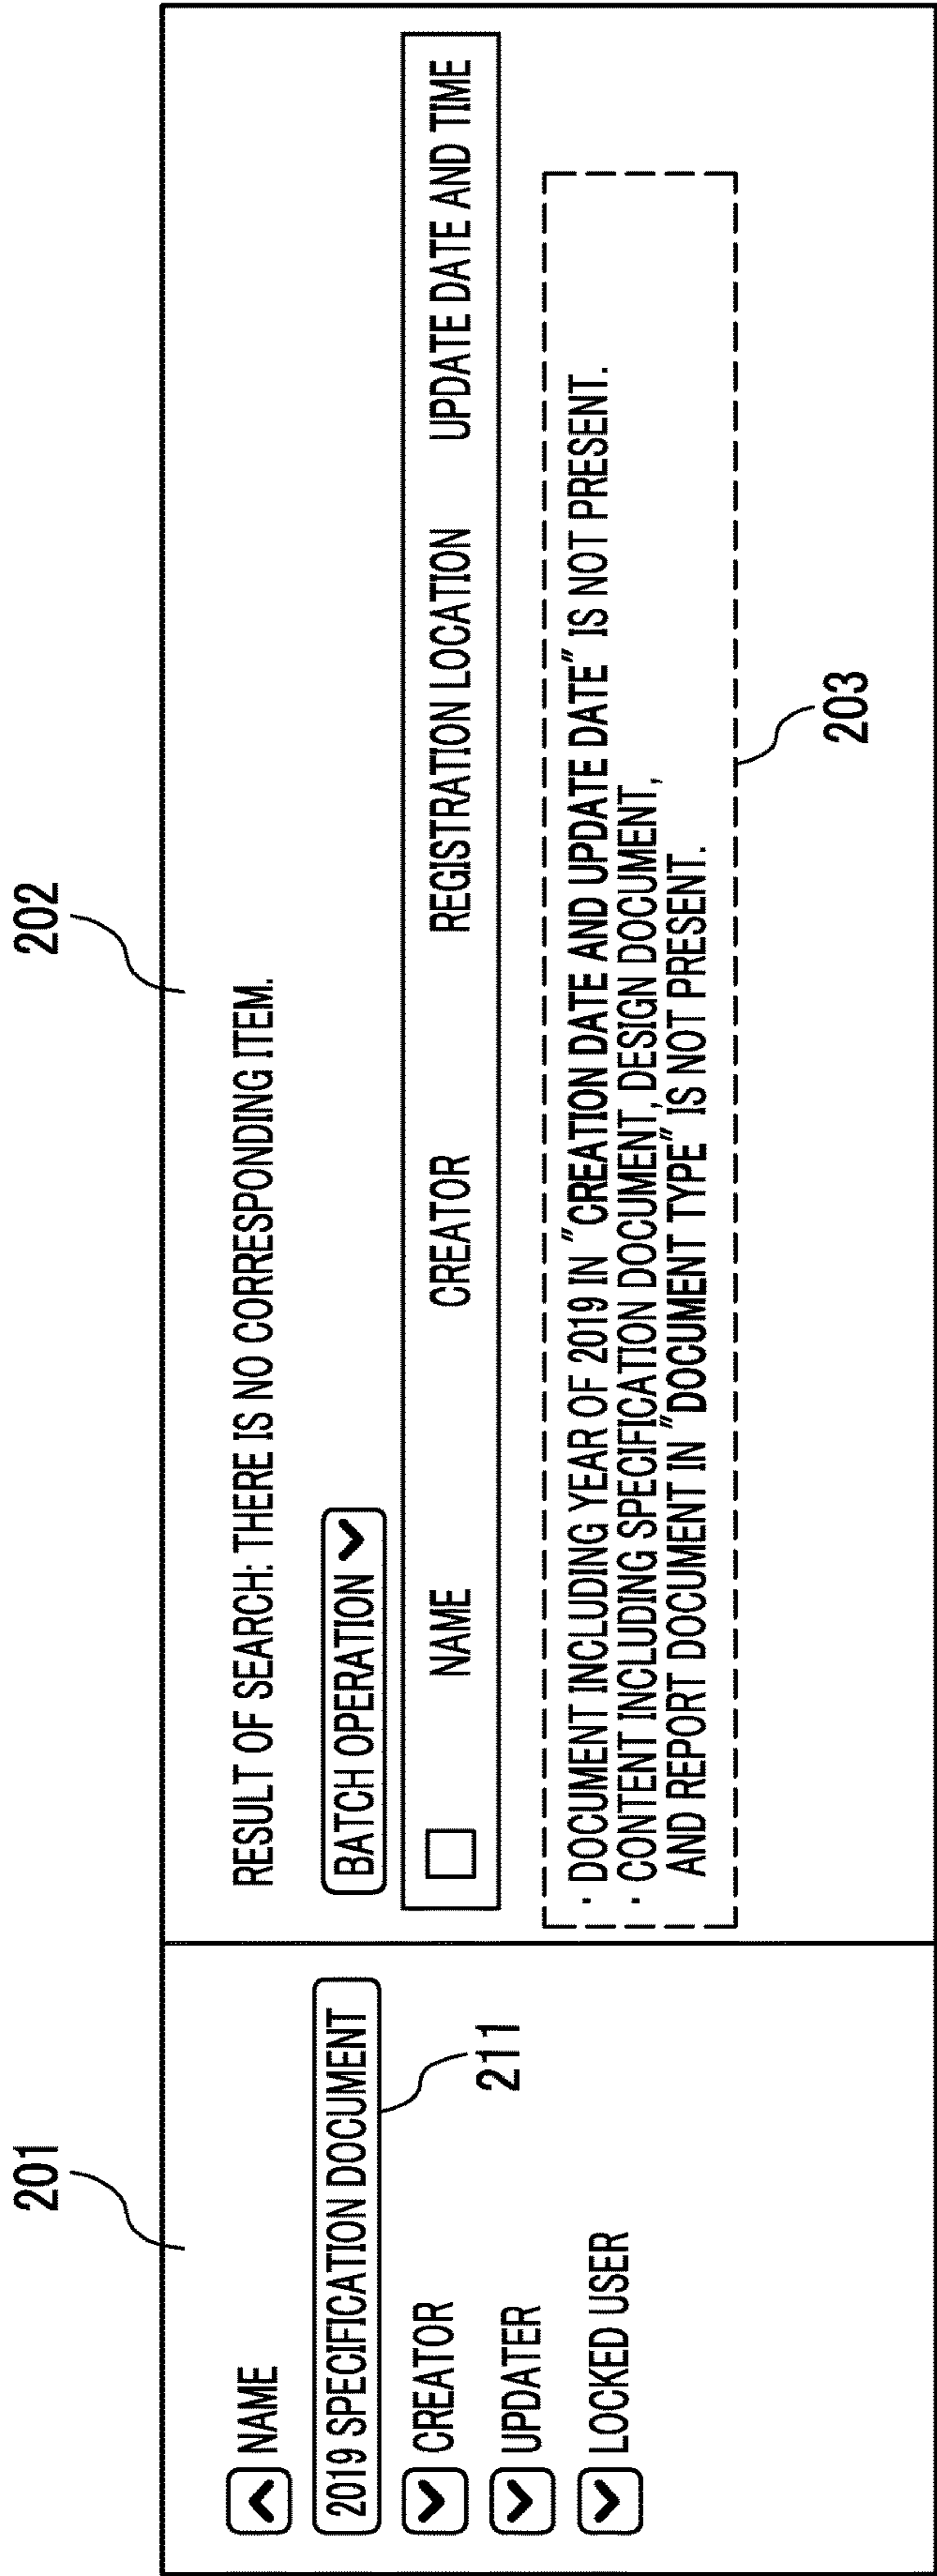 201
202
NAME
2019 SPECIFICATION DOCUMENT
211
CREATOR
UPDATER
LOCKED USER
RESULT OF SEARCH: THERE IS NO CORRESPONDING ITEM.
BATCH OPERATION
NAME CREATOR REGISTRATION LOCATION UPDATE DATE AND TIME
· DOCUMENT INCLUDING YEAR OF 2019 IN "CREATION DATE AND UPDATE DATE" IS NOT PRESENT.
· CONTENT INCLUDING SPECIFICATION DOCUMENT, DESIGN DOCUMENT,
AND REPORT DOCUMENT IN "DOCUMENT TYPE" IS NOT PRESENT.
203